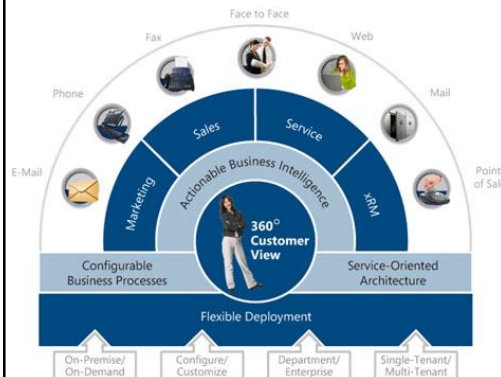 Face to Face
Fax
Web
Phone
Mail
E-Mail
Point
of Sal
Sales
Service
Marketing
xRM
Actionable Business Intelligence
360°
Customer
View
Configurable
Business Processes
Service-Oriented
Architecture
Flexible Deployment
On-Premise/
On-Demand
Configure/
Customize
Department/
Enterprise
Single-Tenant/
Multi-Tenant